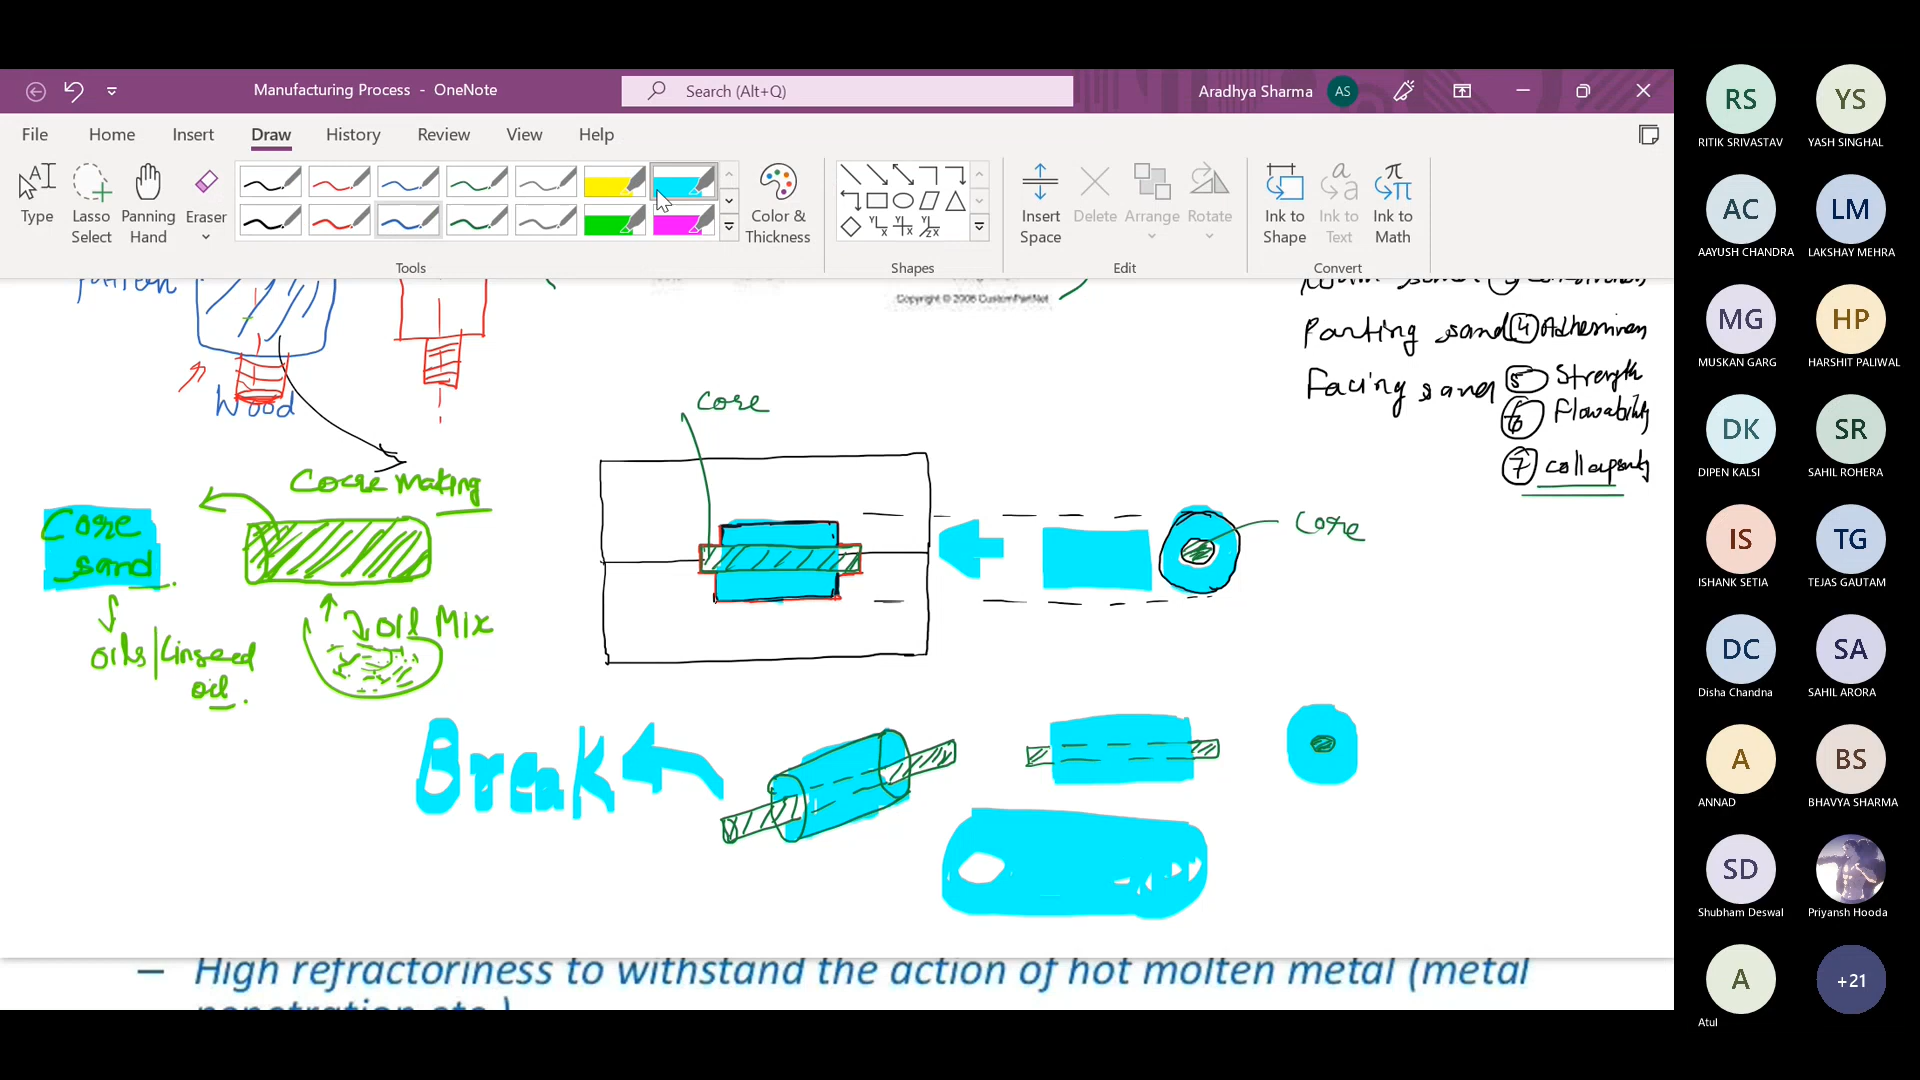 Manufacturing Process - OneNote
Search (Alt+Q)
Aradhya Sharma
AS
File Home Insert Draw History Review View Help
Type
Lasso Select
Panning Hand
Eraser
Color & Thickness
Insert Space
Delete
Arrange
Rotate
Ink to Shape
Ink to Text
Ink to Math
Tools
Shapes
Edit
Convert
pattern
Wood
Copyright © 2008 CustomPartNet
Parting sand
④ Adhesiveness
Facing sand
⑤ Strength
⑥ Flowability
⑦
core
Core making
Core
sand
oils/Linseed
oil.
oil Mix
core
Break
– High refractoriness to withstand the action of hot molten metal (metal
penetration etc.)
RS
RITIK SRIVASTAV
YS
YASH SINGHAL
AC
AAYUSH CHANDRA
LM
LAKSHAY MEHRA
MG
MUSKAN GARG
HP
HARSHIT PALIWAL
DK
DIPEN KALSI
SR
SAHIL ROHERA
IS
ISHANK SETIA
TG
TEJAS GAUTAM
DC
Disha Chandna
SA
SAHIL ARORA
A
ANNAD
BS
BHAVYA SHARMA
SD
Shubham Deswal
Priyansh Hooda
A
Atul
+21